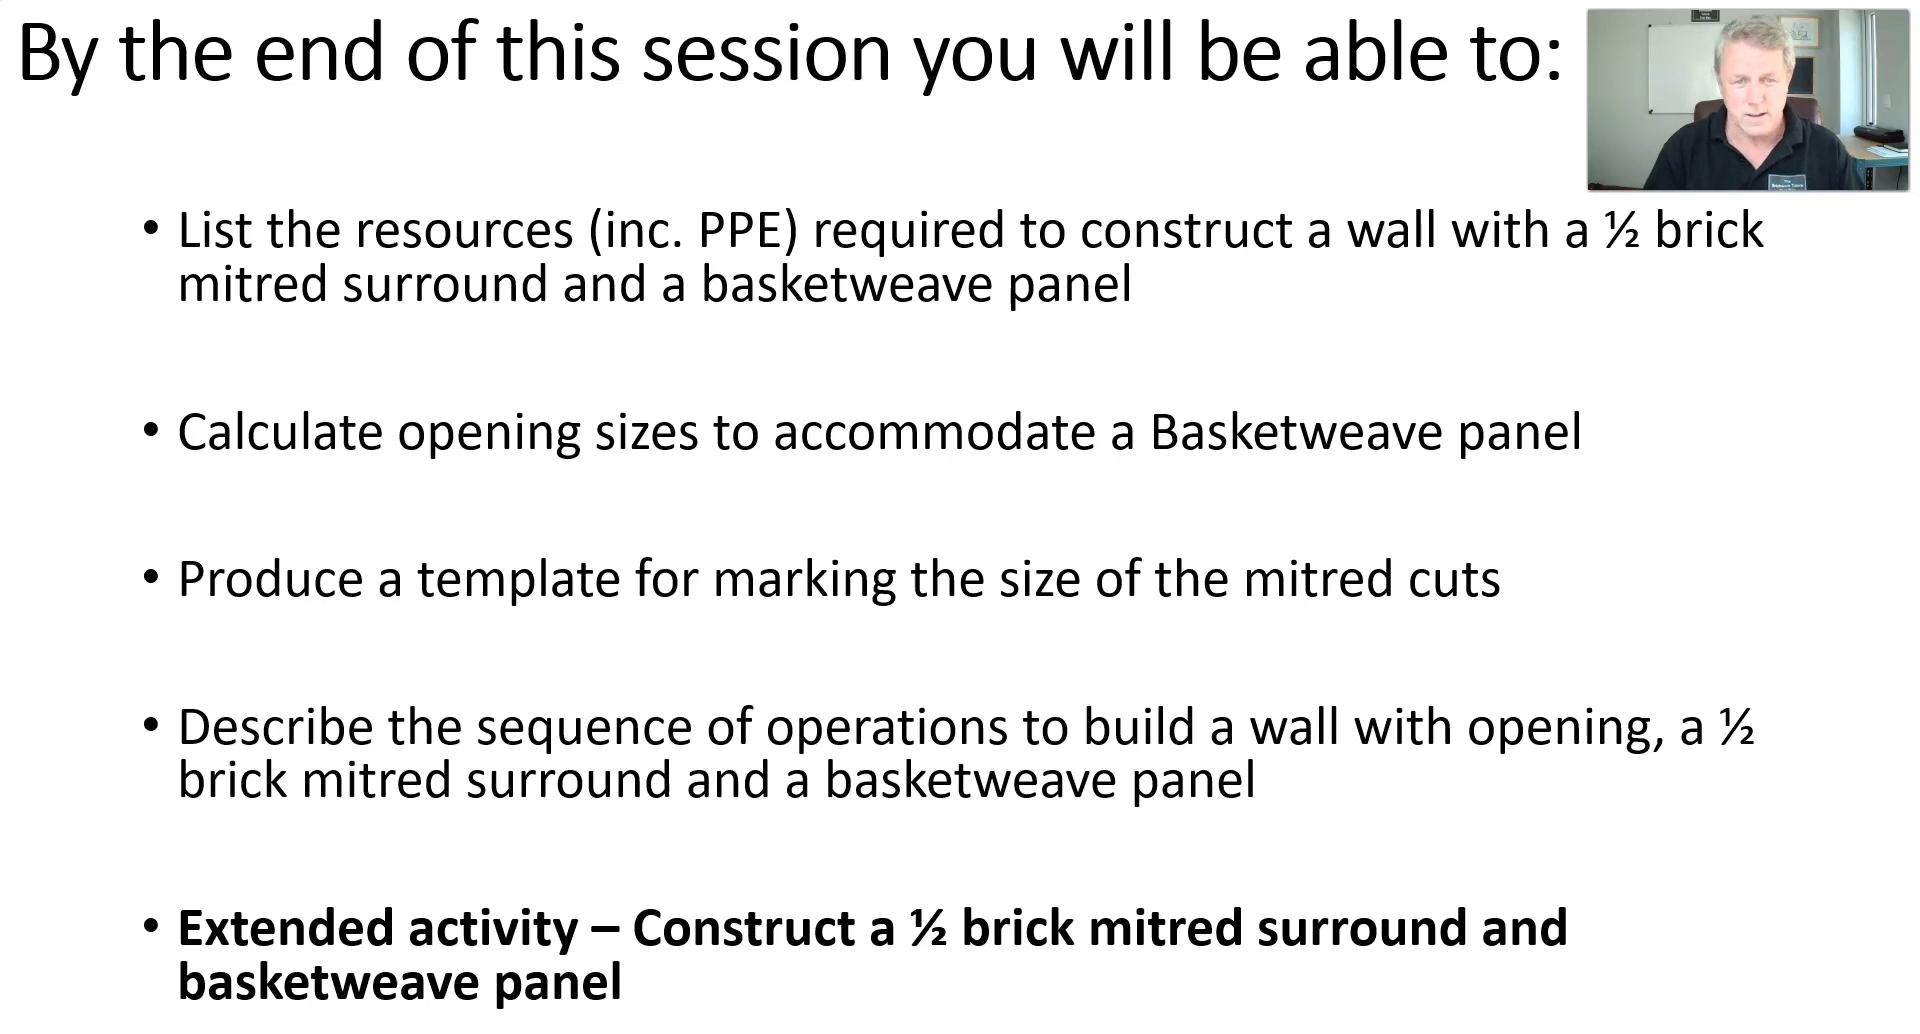 By the end of this session you will be able to:
• List the resources (inc. PPE) required to construct a wall with a ½ brick
mitred surround and a basketweave panel
• Calculate opening sizes to accommodate a Basketweave panel
• Produce a template for marking the size of the mitred cuts
• Describe the sequence of operations to build a wall with opening, a ½
brick mitred surround and a basketweave panel
• Extended activity – Construct a ½ brick mitred surround and
basketweave panel